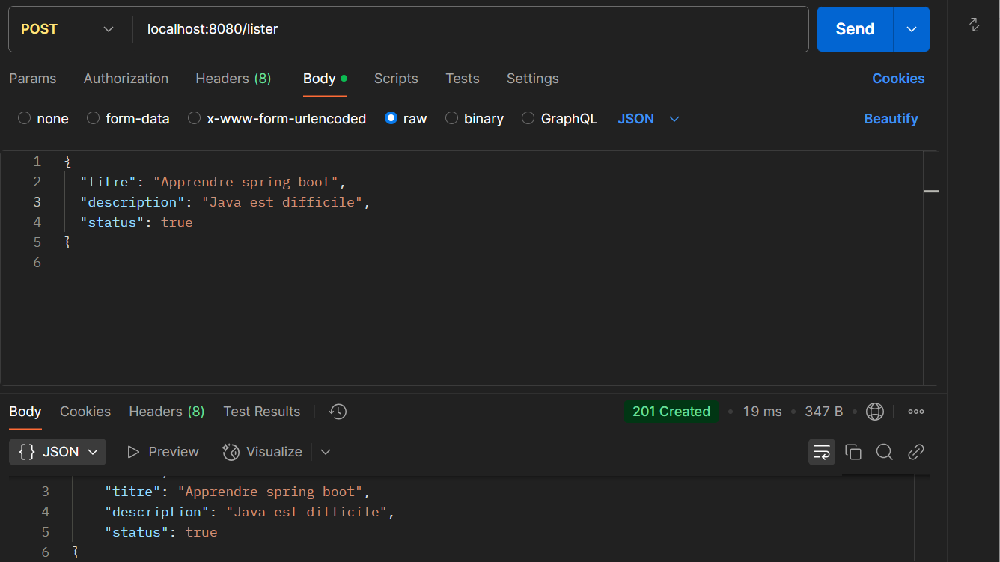 POST localhost:8080/lister Send
Params Authorization Headers (8) Body Scripts Tests Settings Cookies
none form-data x-www-form-urlencoded raw binary GraphQL JSON Beautify
1 {
2 "titre": "Apprendre spring boot",
3 "description": "Java est difficile",
4 "status": true
5 }
6
Body Cookies Headers (8) Test Results 201 Created • 19 ms • 347 B •
{} JSON Preview Visualize
3 "titre": "Apprendre spring boot",
4 "description": "Java est difficile",
5 "status": true
6 }